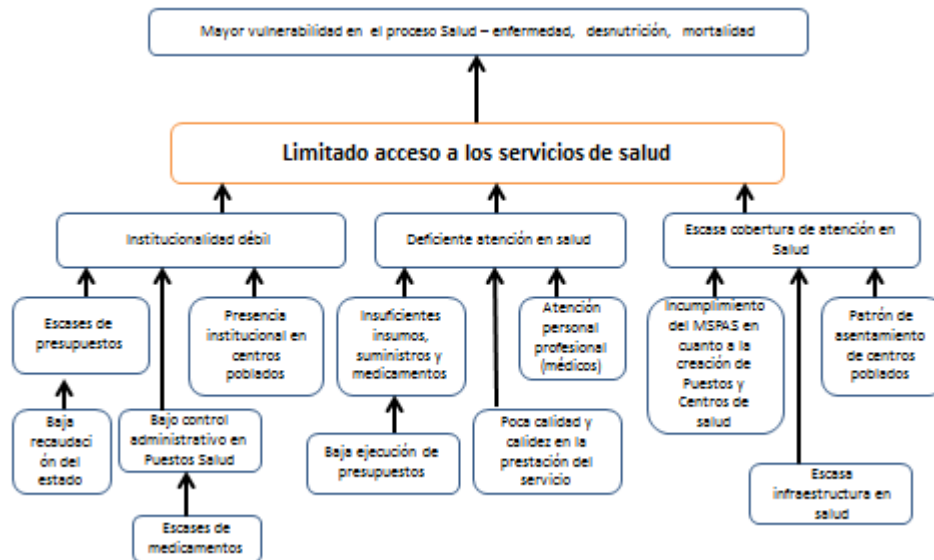 Mayor vulnerabilidad en el proceso Salud – enfermedad, desnutrición, mortalidad
Limitado acceso a los servicios de salud
Institucionalidad débil
Deficiente atención en salud
Escasa cobertura de atención en
Salud
Escases de
presupuestos
Presencia
institucional en
centros
poblados
Insuficientes
insumos,
suministros y
medicamentos
Atención
personal
profesional
(médicos)
Incumplimiento
del MSPAS en
cuanto a la
creación de
Puestos y
Centros de
salud
Patrón de
asentamiento
de centros
poblados
Baja
recaudaci
ón del
estado
Bajo control
administrativo en
Puestos Salud
Baja ejecución de
presupuestos
Poca calidad y
calidez en la
prestación del
servicio
Escasa
infraestructura en
salud
Escases de
medicamentos